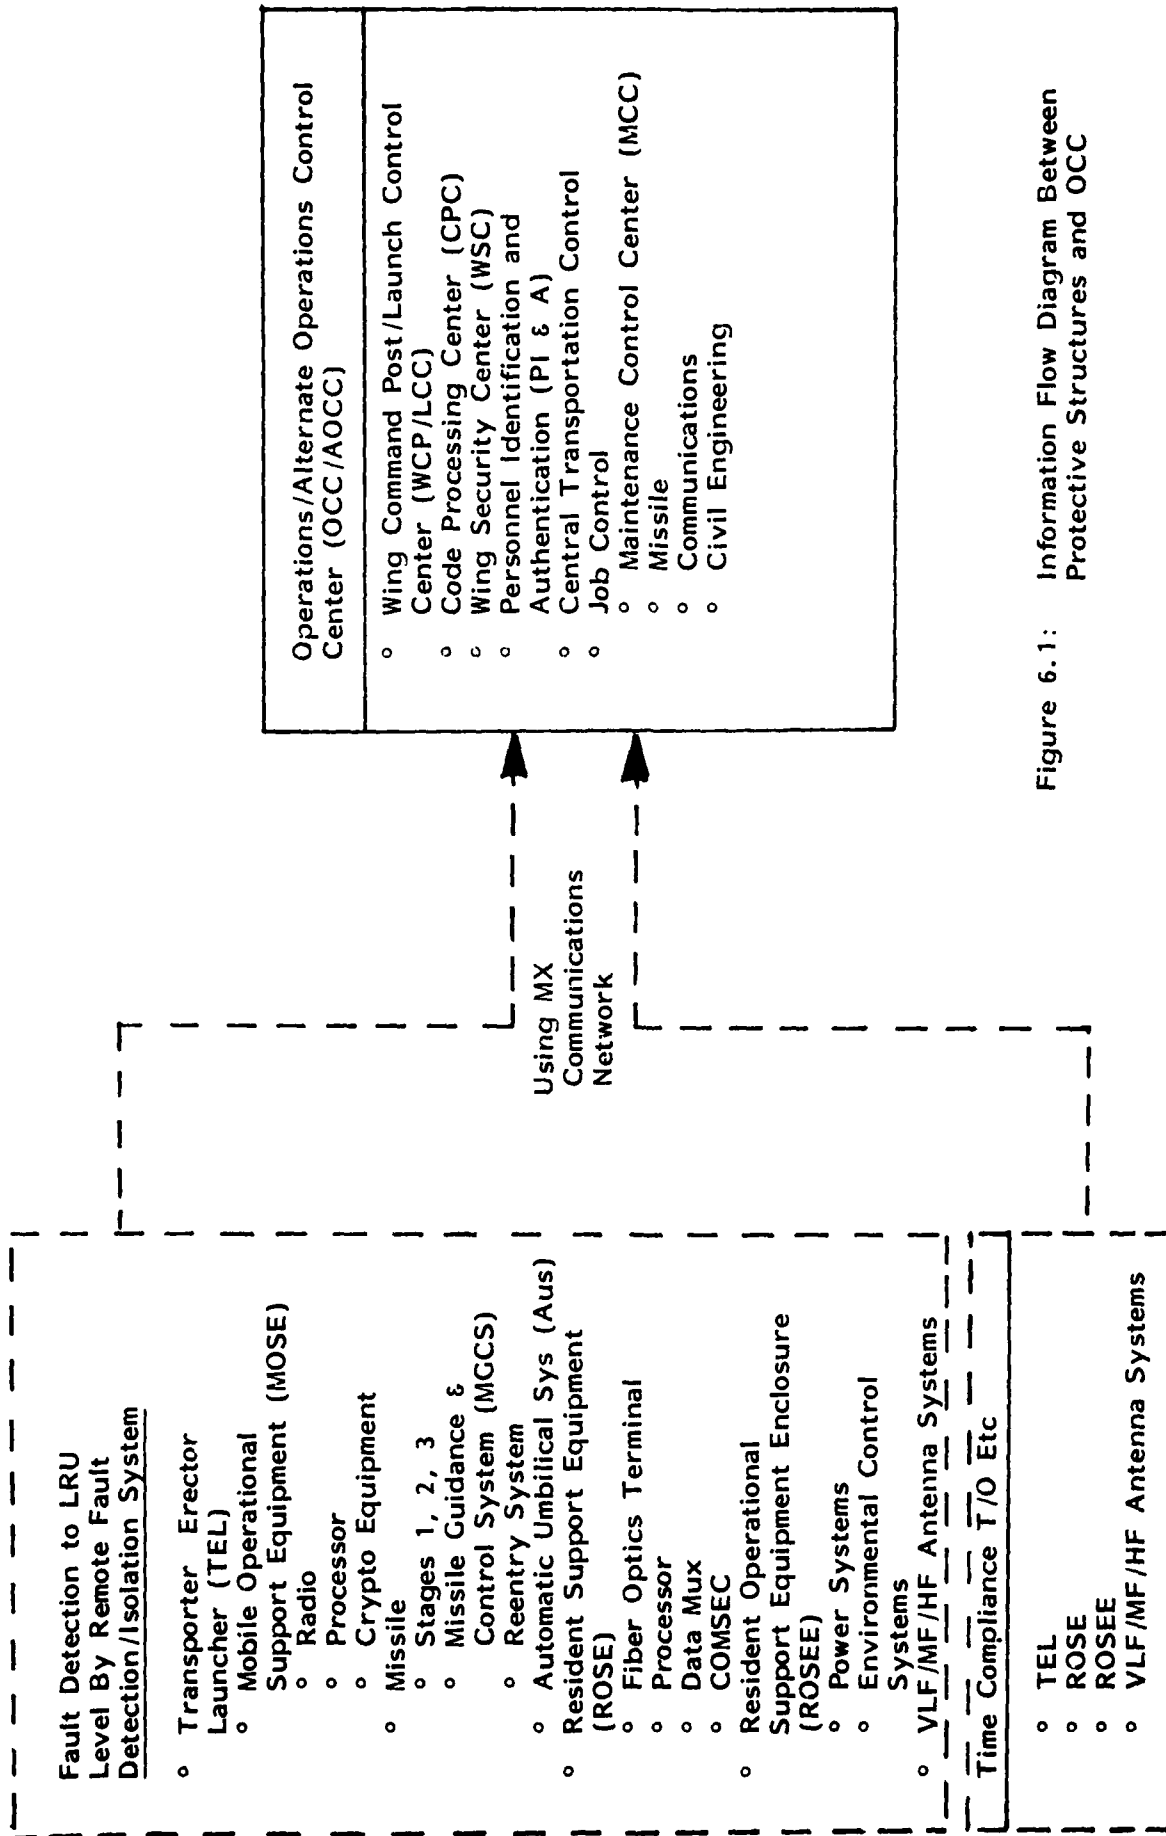 Fault Detection to LRU
Level By Remote Fault
Detection/Isolation System
° Transporter Erector
Launcher (TEL)
° Mobile Operational
Support Equipment (MOSE)
° Radio
° Processor
° Crypto Equipment
° Missile
° Stages 1, 2, 3
° Missile Guidance &
Control System (MGCS)
° Reentry System
° Automatic Umbilical Sys (Aus)
° Resident Support Equipment
(ROSE)
° Fiber Optics Terminal
° Processor
° Data Mux
° COMSEC
° Resident Operational
Support Equipment Enclosure
(ROSEE)
° Power Systems
° Environmental Control
Systems
° VLF/MF/HF Antenna Systems
Time Compliance T/O Etc
° TEL
° ROSE
° ROSEE
° VLF/MF/HF Antenna Systems
Using MX
Communications
Network
Operations/Alternate Operations Control
Center (OCC/AOCC)
° Wing Command Post/Launch Control
Center (WCP/LCC)
° Code Processing Center (CPC)
° Wing Security Center (WSC)
° Personnel Identification and
Authentication (PI & A)
° Central Transportation Control
° Job Control
° Maintenance Control Center (MCC)
° Missile
° Communications
° Civil Engineering
Figure 6.1: Information Flow Diagram Between
Protective Structures and OCC